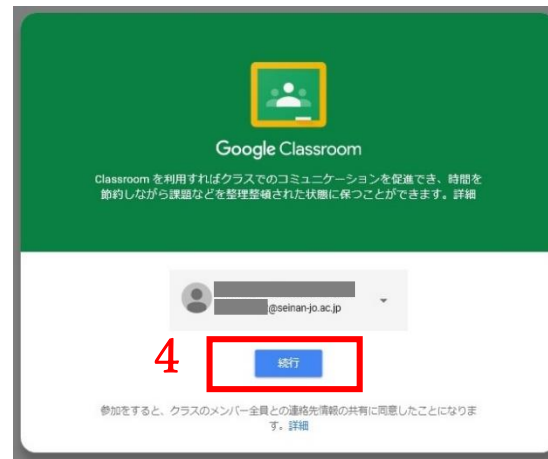 Google Classroom
Classroom を利用すればクラスでのコミュニケーションを促進でき、時間を
節約しながら課題などを整理整頓された状態に保つことができます。詳細
@seinan-jo.ac.jp
4
続行
参加をすると、クラスのメンバー全員との連絡先情報の共有に同意したことになりま
す。詳細